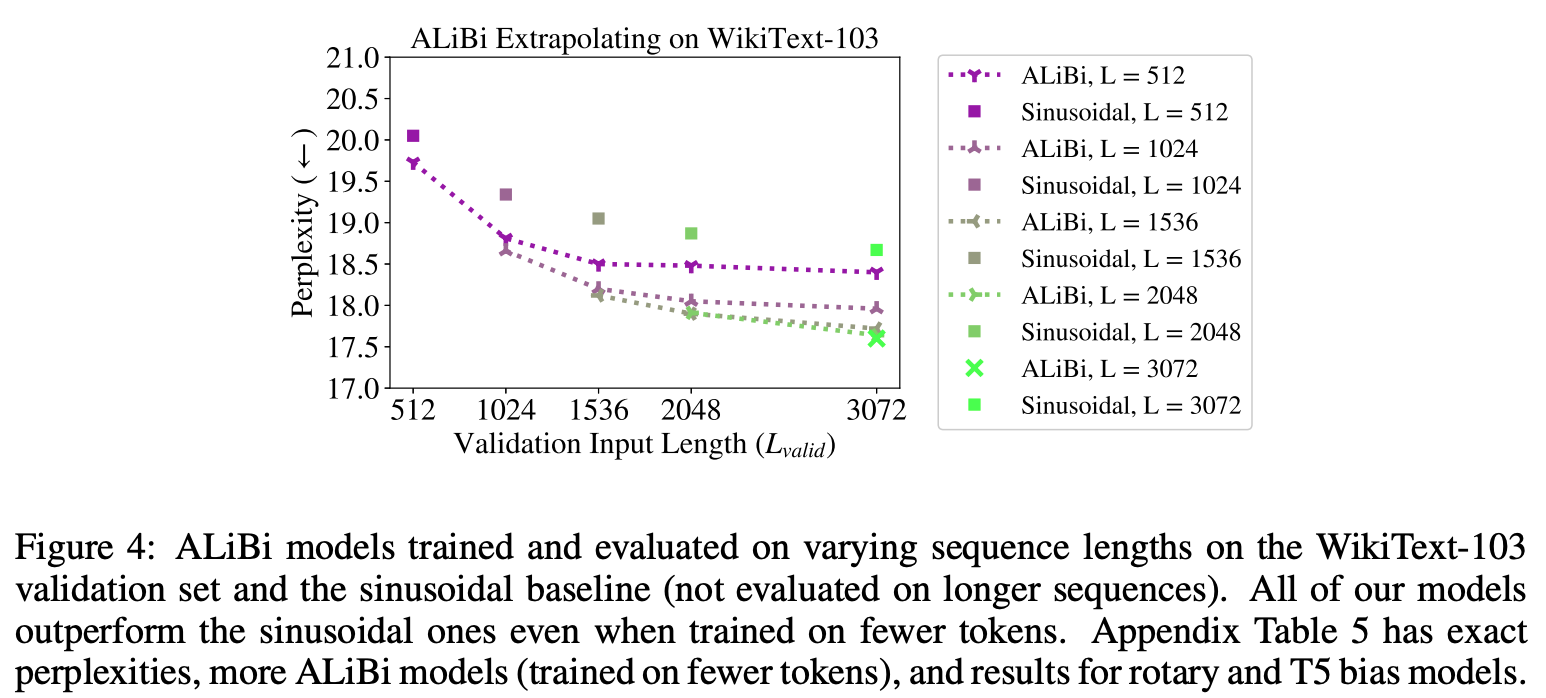 ALiBi Extrapolating on WikiText-103
21.0
20.5
20.0
19.5
19.0
18.5
18.0
17.5
17.0
Perplexity (←)
512 1024 1536 2048 3072
Validation Input Length (Lvalid)
ALiBi, L = 512
Sinusoidal, L = 512
ALiBi, L = 1024
Sinusoidal, L = 1024
ALiBi, L = 1536
Sinusoidal, L = 1536
ALiBi, L = 2048
Sinusoidal, L = 2048
ALiBi, L = 3072
Sinusoidal, L = 3072
Figure 4: ALiBi models trained and evaluated on varying sequence lengths on the WikiText-103
validation set and the sinusoidal baseline (not evaluated on longer sequences). All of our models
outperform the sinusoidal ones even when trained on fewer tokens. Appendix Table 5 has exact
perplexities, more ALiBi models (trained on fewer tokens), and results for rotary and T5 bias models.